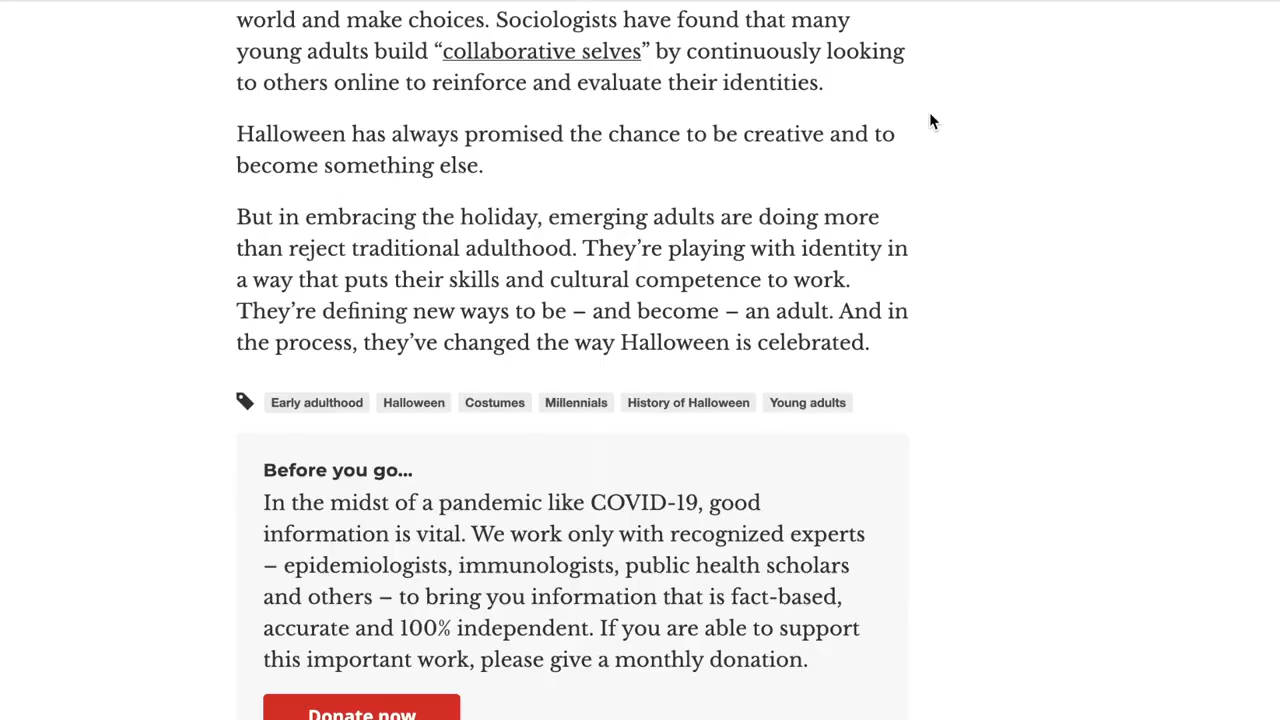 world and make choices. Sociologists have found that many
young adults build “collaborative selves” by continuously looking
to others online to reinforce and evaluate their identities.
Halloween has always promised the chance to be creative and to
become something else.
But in embracing the holiday, emerging adults are doing more
than reject traditional adulthood. They’re playing with identity in
a way that puts their skills and cultural competence to work.
They’re defining new ways to be – and become – an adult. And in
the process, they’ve changed the way Halloween is celebrated.
Early adulthood Halloween Costumes Millennials History of Halloween Young adults
Before you go...
In the midst of a pandemic like COVID-19, good
information is vital. We work only with recognized experts
– epidemiologists, immunologists, public health scholars
and others – to bring you information that is fact-based,
accurate and 100% independent. If you are able to support
this important work, please give a monthly donation.
Donate now